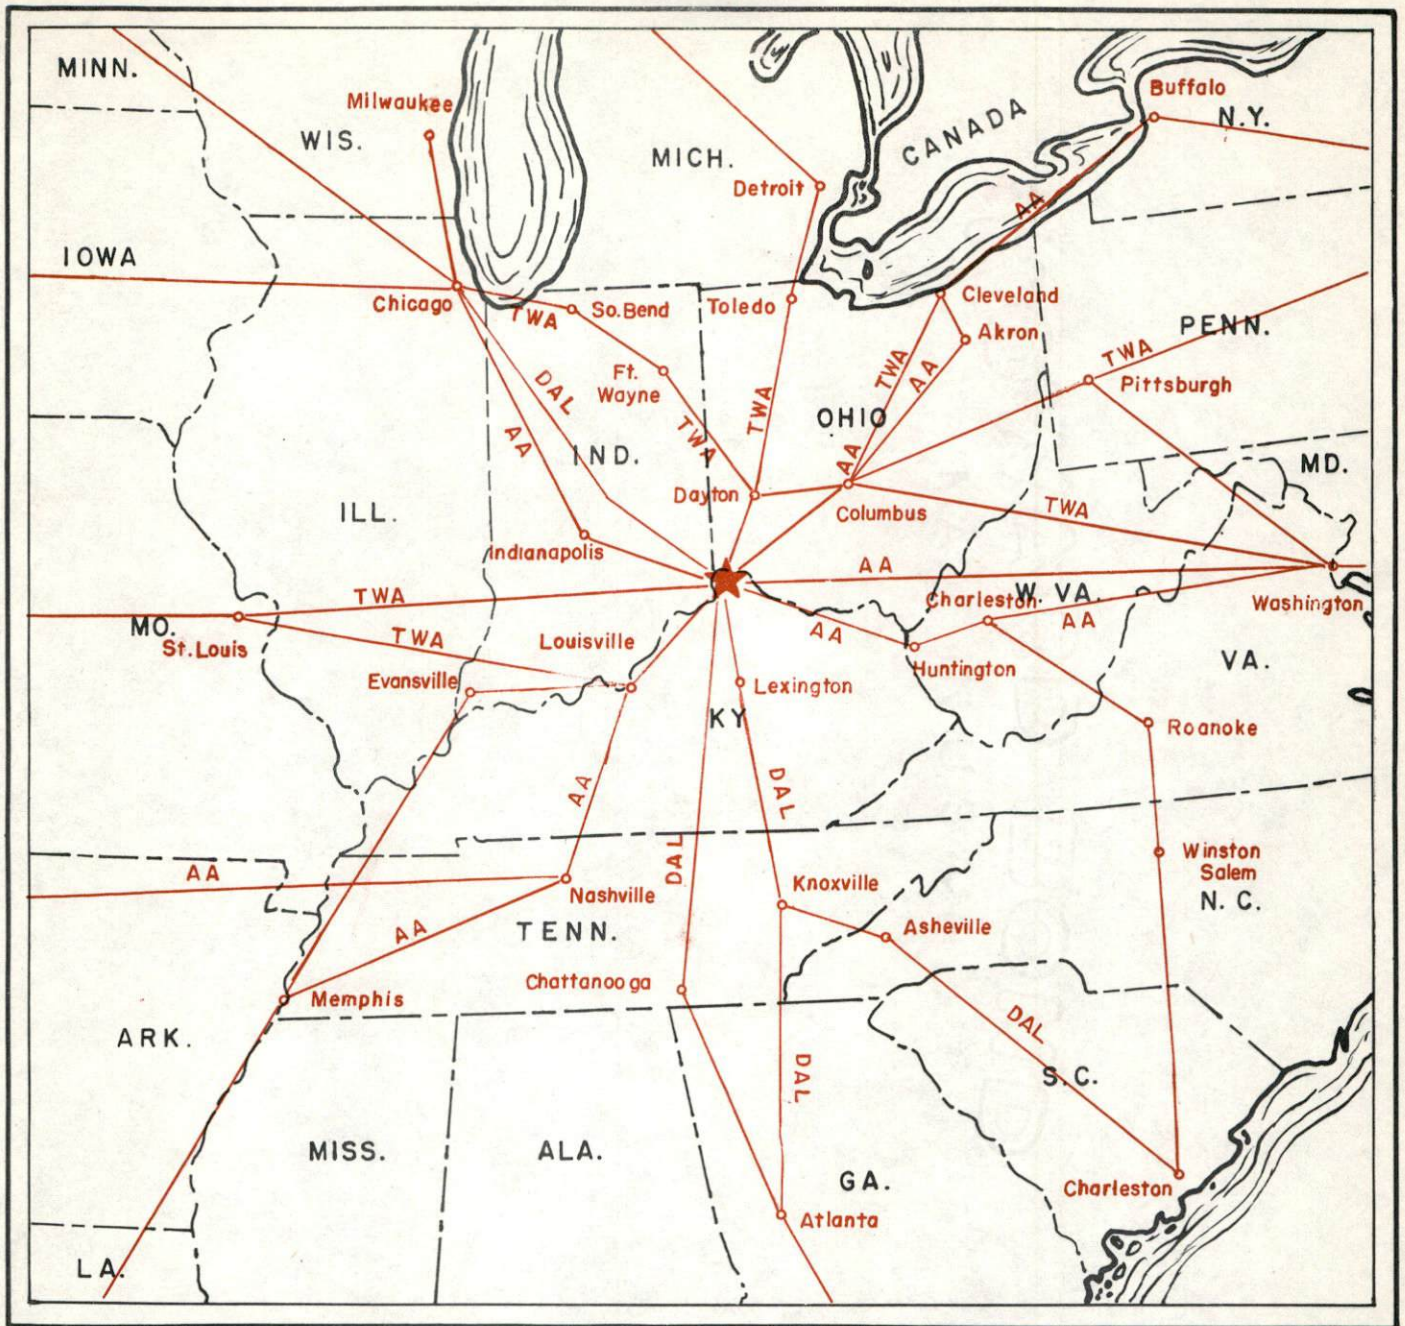 MINN.
Milwaukee
WIS.
MICH.
CANADA
Buffalo
N.Y.
Detroit
AA
IOWA
TWA
Chicago
TWA
So. Bend
Toledo
Cleveland
Akron
PENN.
TWA
Pittsburgh
Ft.
Wayne
DAL
TWA
AA
TWA
TWA
OHIO
AA
AA
IND.
MD.
ILL.
Dayton
Columbus
TWA
Indianapolis
AA
TWA
Charleston
W. VA.
Washington
MO.
St. Louis
TWA
Louisville
AA
AA
Huntington
VA.
Evansville
Lexington
KY
Roanoke
AA
DAL
DAL
AA
Nashville
Knoxville
Winston
Salem
N. C.
AA
TENN.
Asheville
Chattanooga
Memphis
ARK.
DAL
DAL
S. C.
MISS.
ALA.
GA.
Charleston
Atlanta
LA.